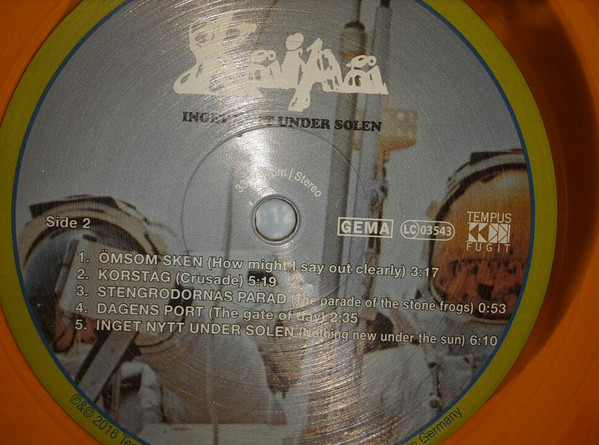 Kaipa
INGET NYTT UNDER SOLEN
Stereo
Side 2
GEMA
LC 03543
TEMPUS
FUGIT
1. ÖMSOM SKEN (How might I say out clearly) 3:17
2. KORSTÅG (Crusade) 5:19
3. STENGRODORNAS PARAD (The parade of the stone frogs) 0:53
4. DAGENS PORT (The gate of day) 2:35
5. INGET NYTT UNDER SOLEN (Nothing new under the sun) 6:10
℗&© 2016
in Germany